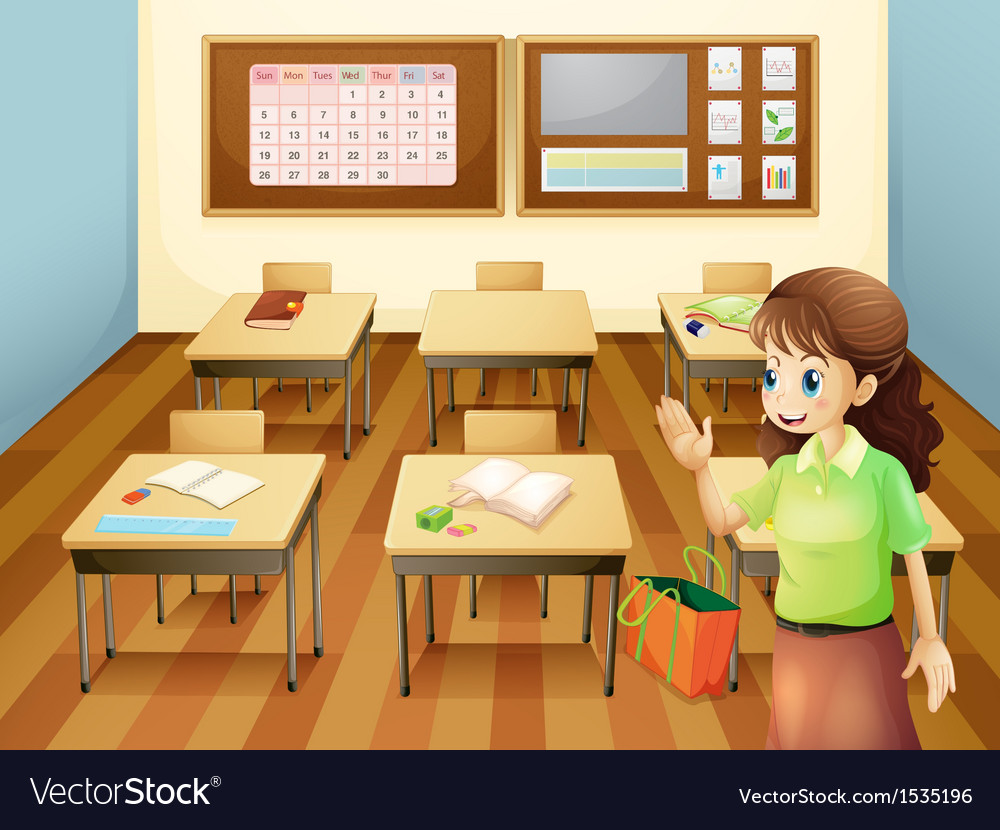 Sun Mon Tues Wed Thur Fri Sat
1 2 3 4
5 6 7 8 9 10 11
12 13 14 15 16 17 18
19 20 21 22 23 24 25
26 27 28 29 30
VectorStock®
VectorStock.com/1535196